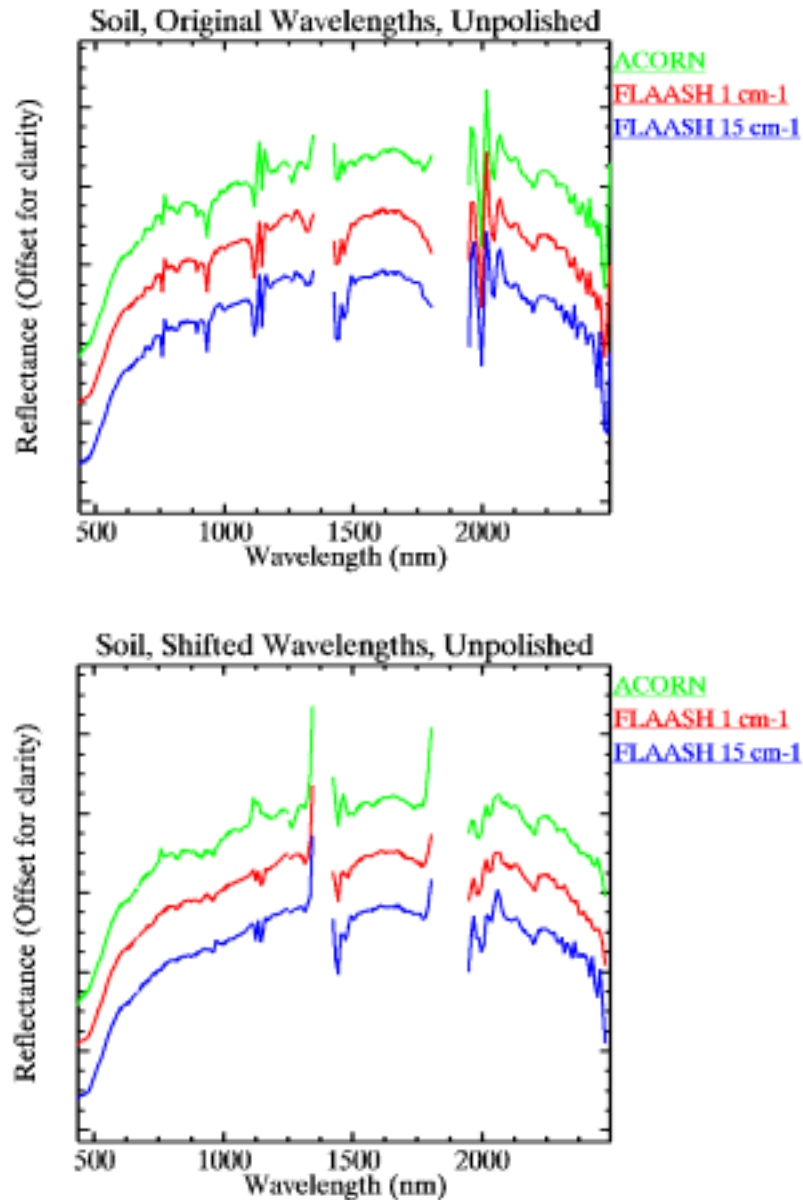 Soil, Original Wavelengths, Unpolished
ACORN
FLAASH 1 cm-1
FLAASH 15 cm-1
Reflectance (Offset for clarity)
500 1000 1500 2000
Wavelength (nm)
Soil, Shifted Wavelengths, Unpolished
ACORN
FLAASH 1 cm-1
FLAASH 15 cm-1
Reflectance (Offset for clarity)
500 1000 1500 2000
Wavelength (nm)